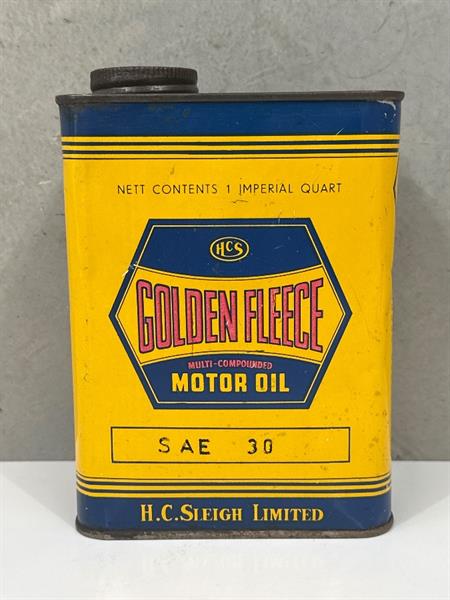 NETT CONTENTS 1 IMPERIAL QUART
HCS
GOLDEN FLEECE
MULTI-COMPOUNDED
MOTOR OIL
SAE 30
H.C. SLEIGH LIMITED